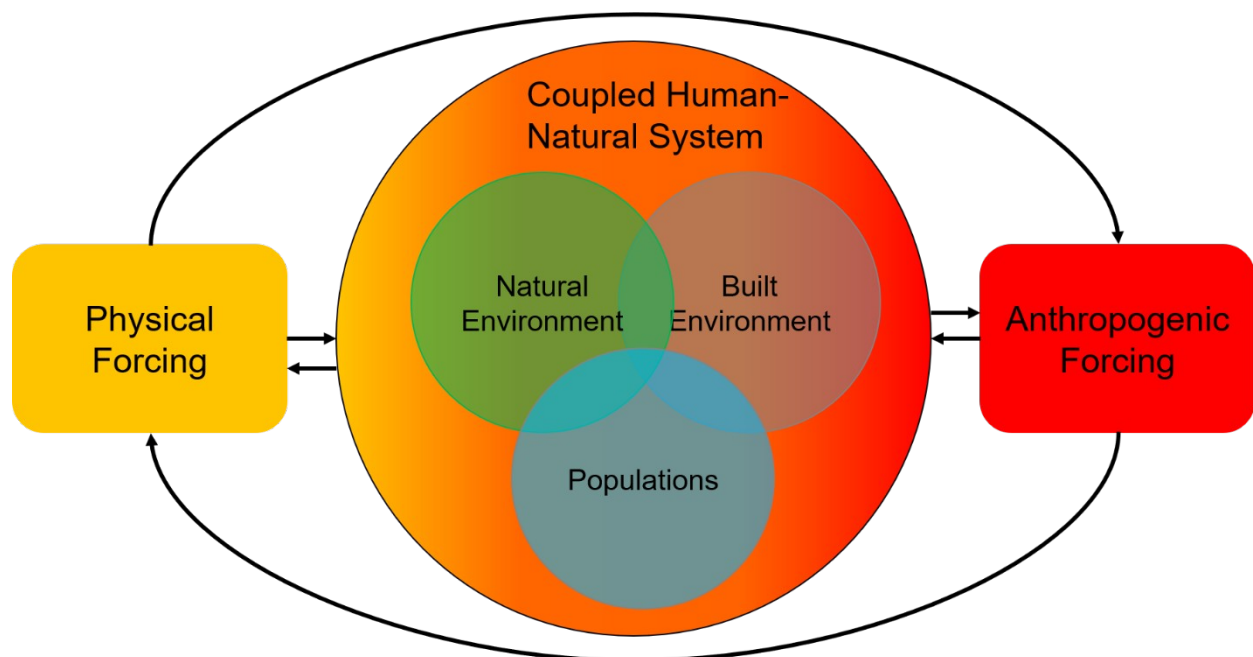 Coupled Human-
Natural System
Physical
Forcing
Natural
Environment
Built
Environment
Populations
Anthropogenic
Forcing